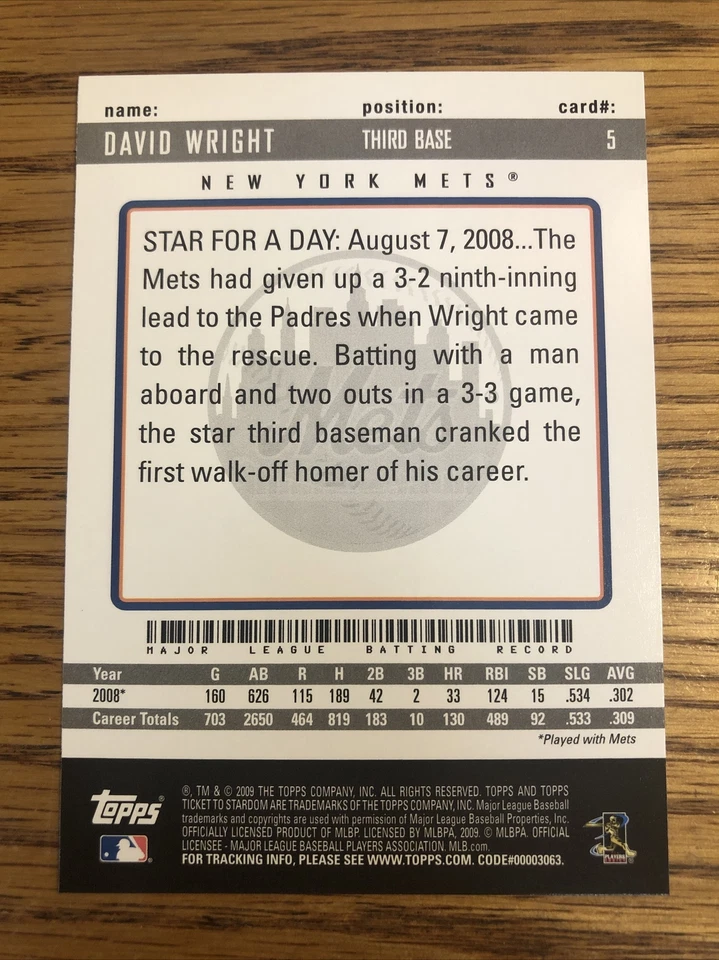 name: position: card#:
DAVID WRIGHT THIRD BASE 5
NEW YORK METS®
STAR FOR A DAY: August 7, 2008...The
Mets had given up a 3-2 ninth-inning
lead to the Padres when Wright came
to the rescue. Batting with a man
aboard and two outs in a 3-3 game,
the star third baseman cranked the
first walk-off homer of his career.
Mets
MAJOR LEAGUE BATTING RECORD
Year G AB R H 2B 3B HR RBI SB SLG AVG
2008* 160 626 115 189 42 2 33 124 15 .534 .302
Career Totals 703 2650 464 819 183 10 130 489 92 .533 .309
*Played with Mets
TOPPS®
®, TM & © 2009 THE TOPPS COMPANY, INC. ALL RIGHTS RESERVED. TOPPS AND TOPPS
TICKET TO STARDOM ARE TRADEMARKS OF THE TOPPS COMPANY, INC. Major League Baseball
trademarks and copyrights are used with permission of Major League Baseball Properties, Inc.
OFFICIALLY LICENSED PRODUCT OF MLBP. LICENSED BY MLBPA, 2009. © MLBPA. OFFICIAL
LICENSEE - MAJOR LEAGUE BASEBALL PLAYERS ASSOCIATION. MLB.com.
FOR TRACKING INFO, PLEASE SEE WWW.TOPPS.COM. CODE#00003063.
PLAYERS